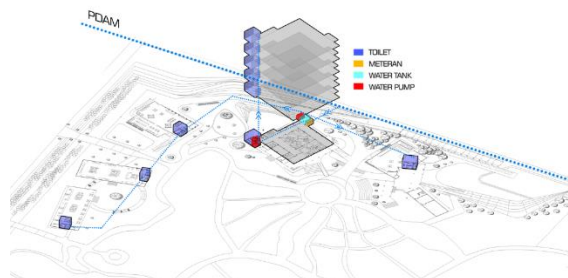 PDAM
TOILET
METERAN
WATER TANK
WATER PUMP